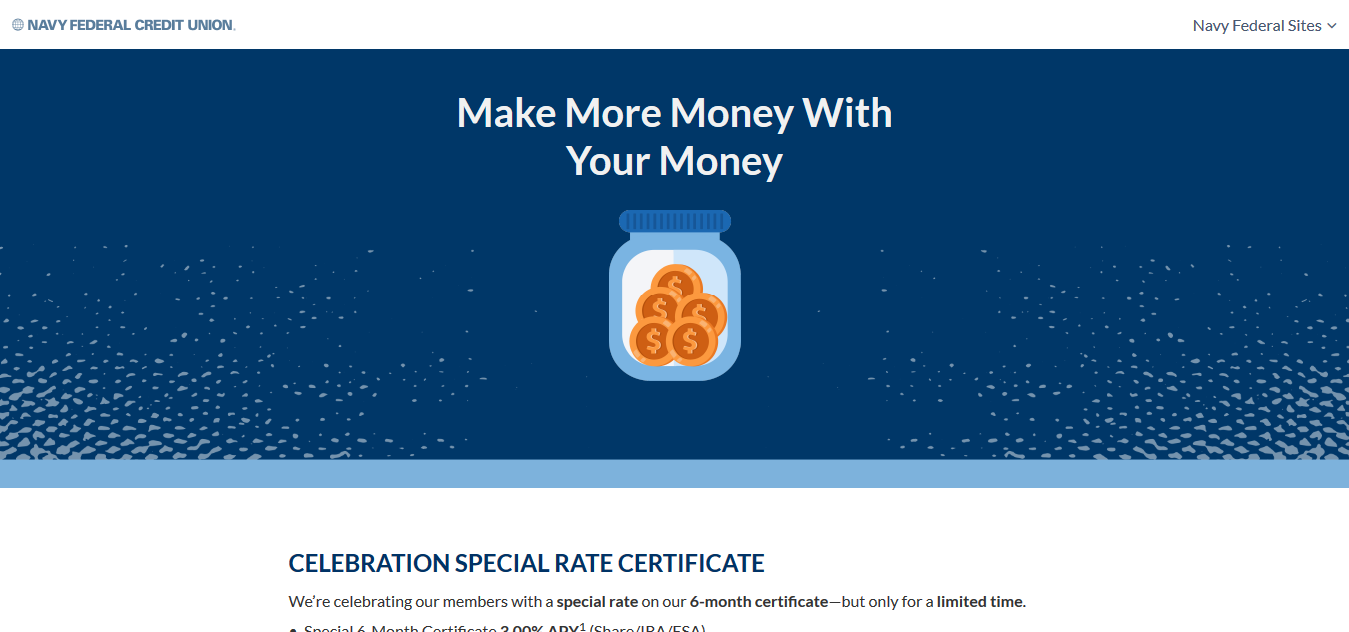 NAVY FEDERAL CREDIT UNION.
Navy Federal Sites
Make More Money With
Your Money
$
$ $
$ $
CELEBRATION SPECIAL RATE CERTIFICATE
We’re celebrating our members with a special rate on our 6-month certificate—but only for a limited time.
• Special 6-Month Certificate 3.00% APY1 (Share/IRA/ESA)